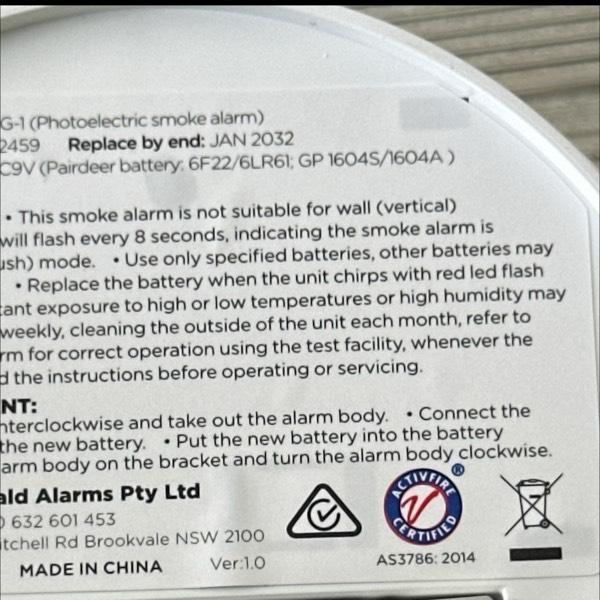 G-1 (Photoelectric smoke alarm)
2459 Replace by end: JAN 2032
C9V (Pairdeer battery: 6F22/6LR61; GP 1604S/1604A )
• This smoke alarm is not suitable for wall (vertical)
will flash every 8 seconds, indicating the smoke alarm is
ush) mode. • Use only specified batteries, other batteries may
• Replace the battery when the unit chirps with red led flash
tant exposure to high or low temperatures or high humidity may
weekly, cleaning the outside of the unit each month, refer to
rm for correct operation using the test facility, whenever the
d the instructions before operating or servicing.
NT:
nterclockwise and take out the alarm body. • Connect the
the new battery. • Put the new battery into the battery
arm body on the bracket and turn the alarm body clockwise.
ald Alarms Pty Ltd
632 601 453
itchell Rd Brookvale NSW 2100
MADE IN CHINA Ver:1.0
ACTIVFIRE ®
CERTIFIED
AS3786: 2014